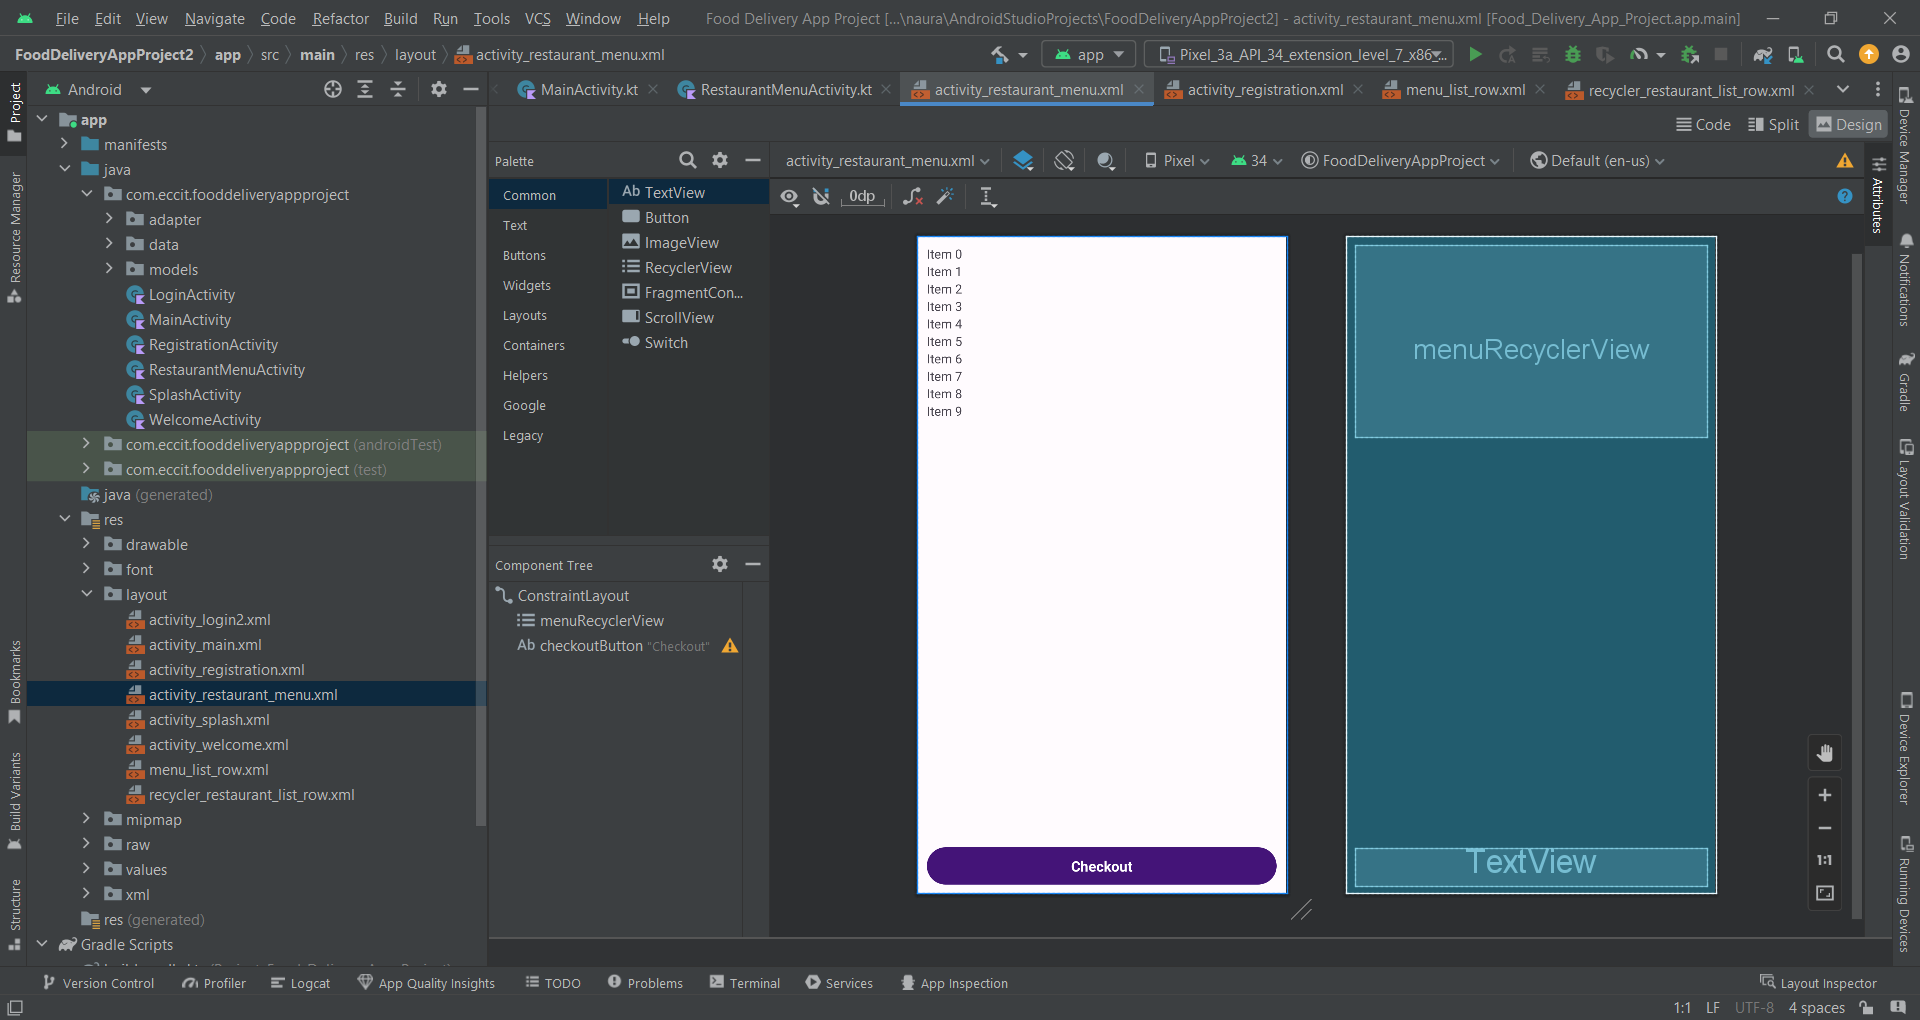 File Edit View Navigate Code Refactor Build Run Tools VCS Window Help Food Delivery App Project [...\naura\AndroidStudioProjects\FoodDeliveryAppProject2] - activity_restaurant_menu.xml [Food_Delivery_App_Project.app.main]
FoodDeliveryAppProject2 app src main res layout activity_restaurant_menu.xml app Pixel_3a_API_34_extension_level_7_x86...
Android MainActivity.kt RestaurantMenuActivity.kt activity_restaurant_menu.xml activity_registration.xml menu_list_row.xml recycler_restaurant_list_row.xml
Code Split Design
Project
Resource Manager
Bookmarks
Build Variants
Structure
app
manifests
java
com.eccit.fooddeliveryappproject
adapter
data
models
LoginActivity
MainActivity
RegistrationActivity
RestaurantMenuActivity
SplashActivity
WelcomeActivity
com.eccit.fooddeliveryappproject (androidTest)
com.eccit.fooddeliveryappproject (test)
java (generated)
res
drawable
font
layout
activity_login2.xml
activity_main.xml
activity_registration.xml
activity_restaurant_menu.xml
activity_splash.xml
activity_welcome.xml
menu_list_row.xml
recycler_restaurant_list_row.xml
mipmap
raw
values
xml
res (generated)
Gradle Scripts
Palette
Common
Text
Buttons
Widgets
Layouts
Containers
Helpers
Google
Legacy
Ab TextView
Button
ImageView
RecyclerView
FragmentCon...
ScrollView
Switch
Component Tree
ConstraintLayout
menuRecyclerView
Ab checkoutButton "Checkout"
activity_restaurant_menu.xml Pixel 34 FoodDeliveryAppProject Default (en-us)
0dp
Item 0
Item 1
Item 2
Item 3
Item 4
Item 5
Item 6
Item 7
Item 8
Item 9
Checkout
menuRecyclerView
TextView
1:1
Attributes
Device Manager
Notifications
Gradle
Layout Validation
Device Explorer
Running Devices
Version Control Profiler Logcat App Quality Insights TODO Problems Terminal Services App Inspection Layout Inspector
1:1 LF UTF-8 4 spaces